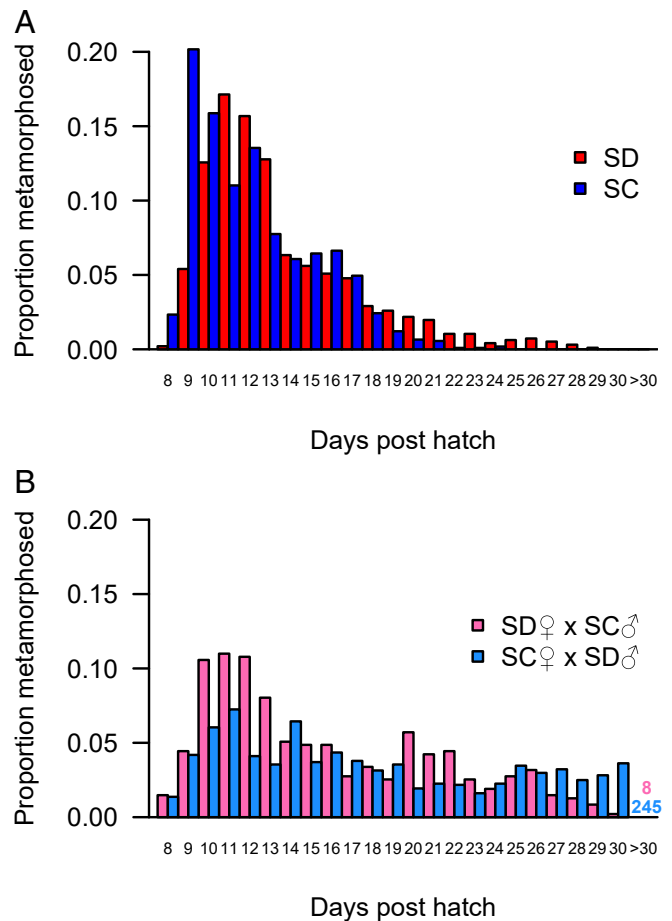 A
Proportion metamorphosed
0.20
0.15
0.10
0.05
0.00
SD
SC
8 9 10 11 12 13 14 15 16 17 18 19 20 21 22 23 24 25 26 27 28 29 30 >30
Days post hatch
B
Proportion metamorphosed
0.20
0.15
0.10
0.05
0.00
SD♀ x SC♂
SC♀ x SD♂
8
245
8 9 10 11 12 13 14 15 16 17 18 19 20 21 22 23 24 25 26 27 28 29 30 >30
Days post hatch